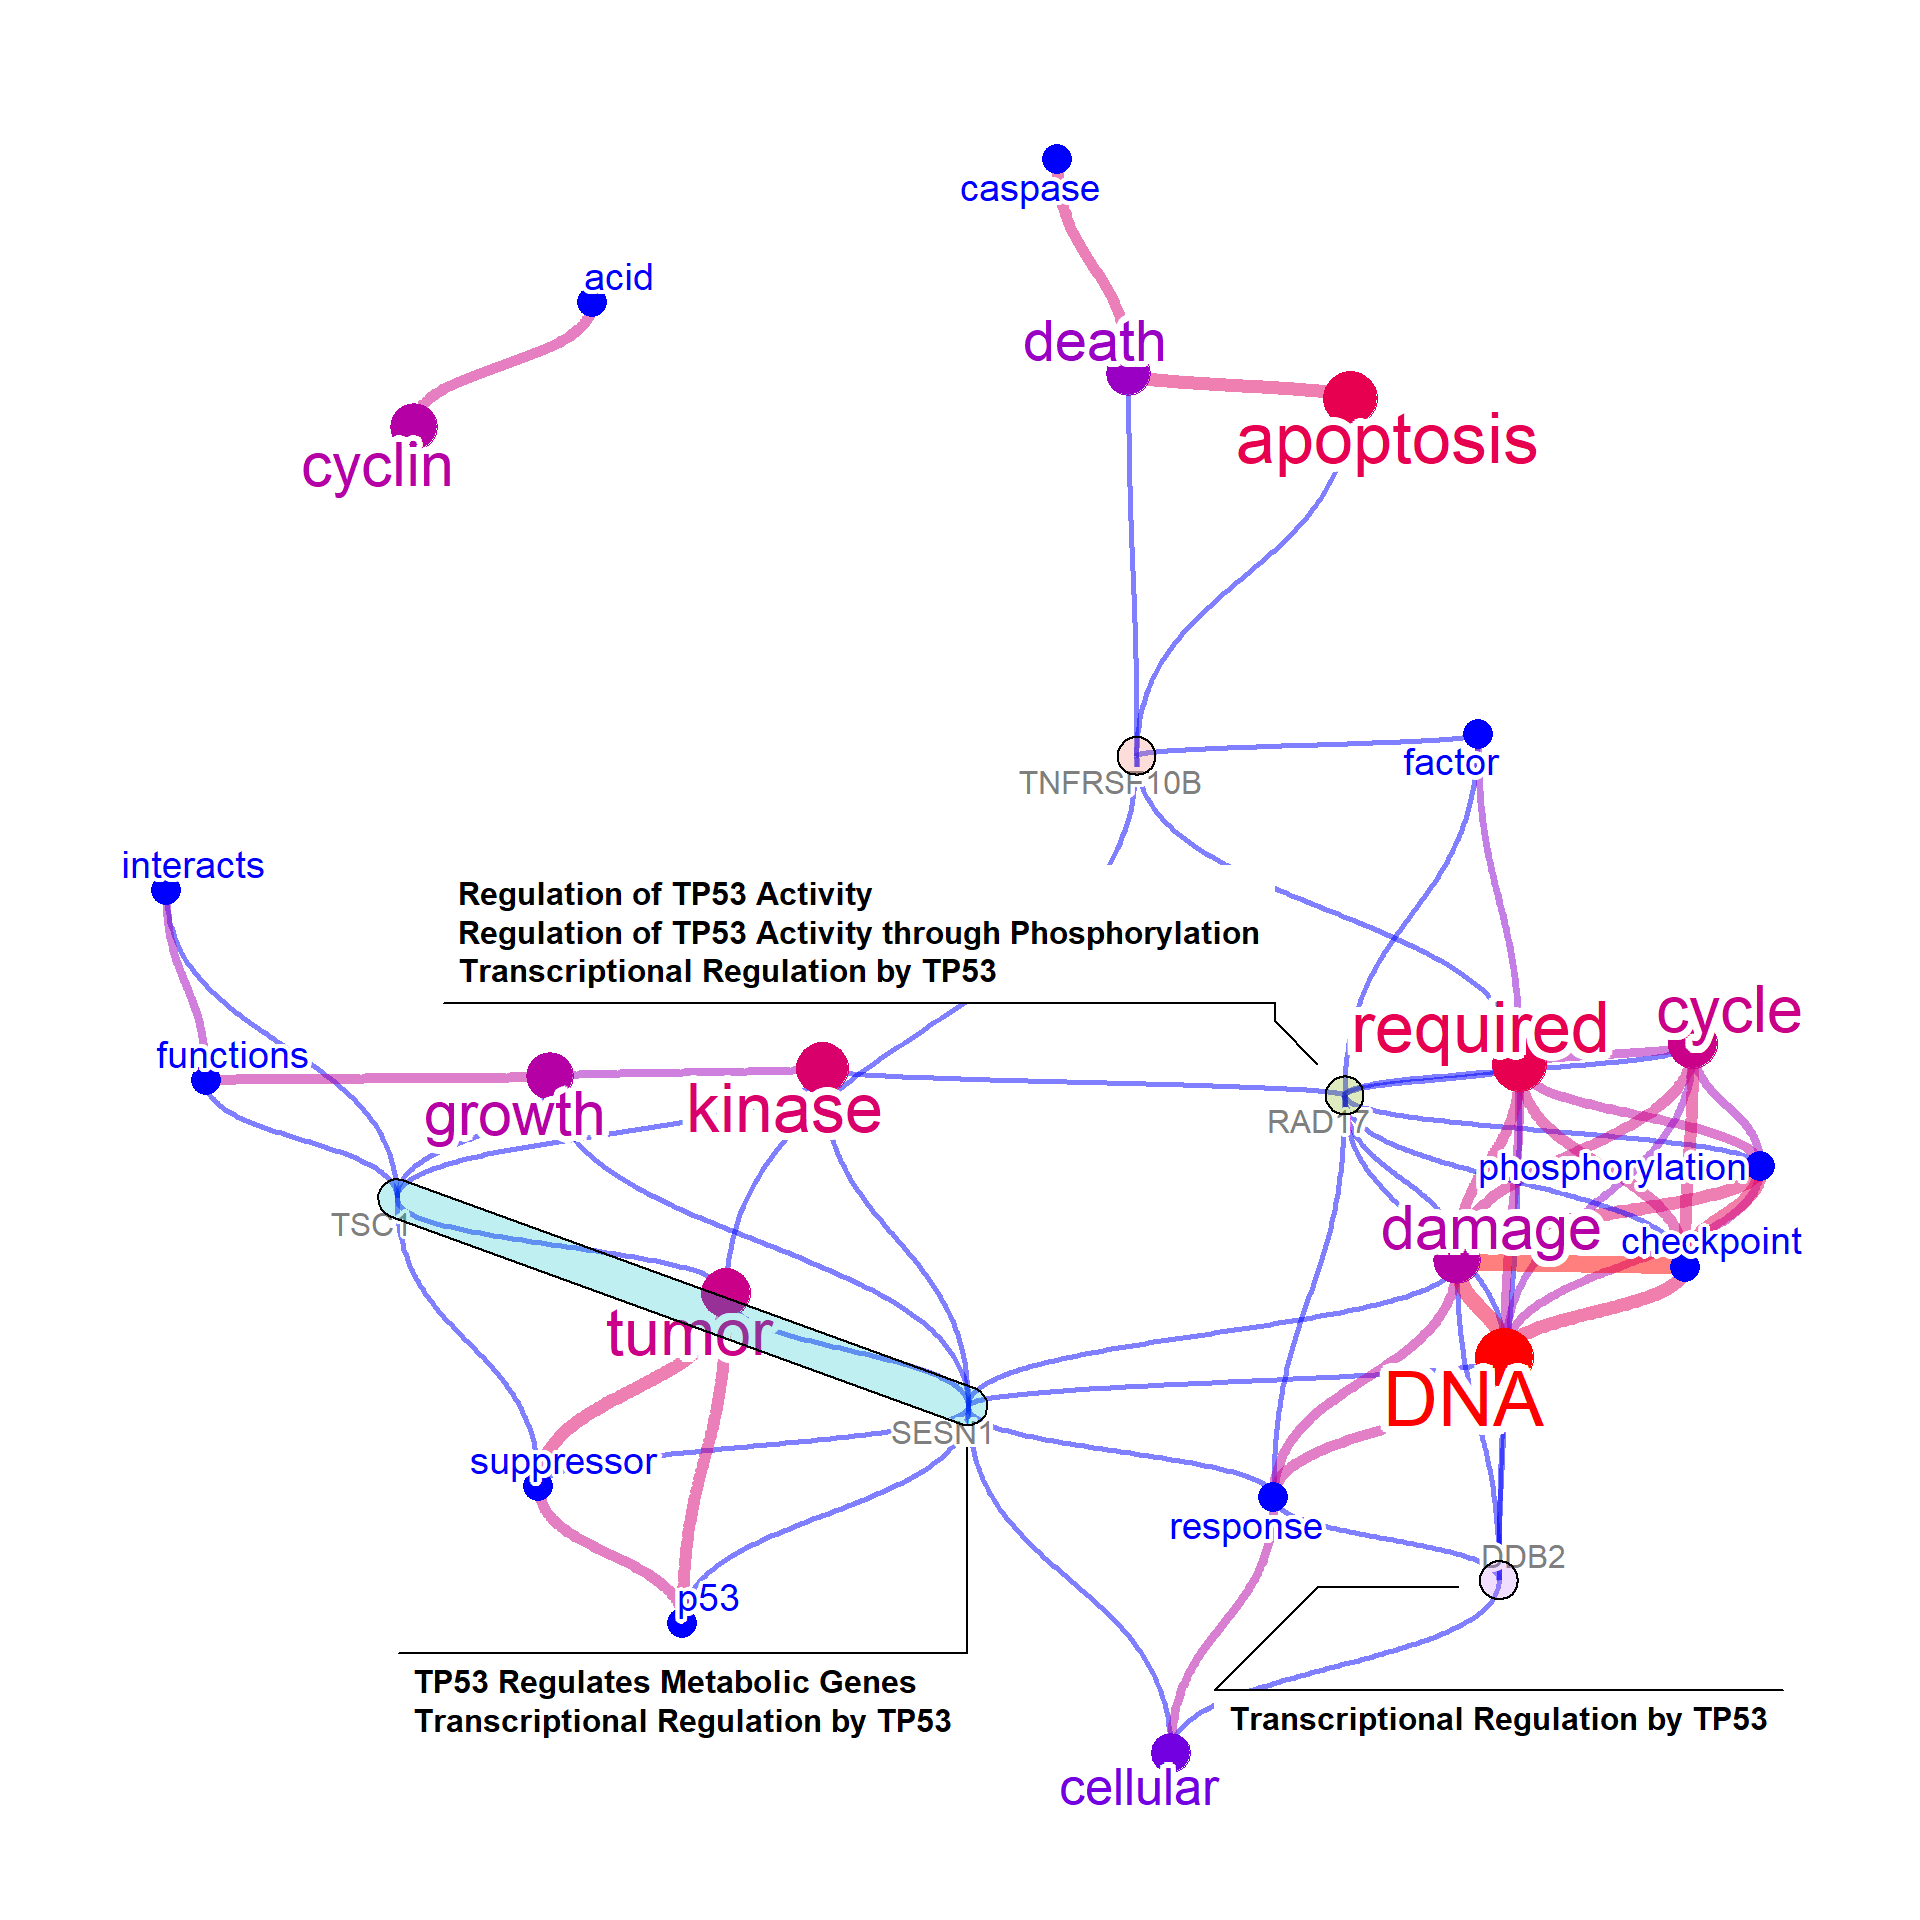 caspase
acid
death
apoptosis
cyclin
factor
TNFRSF10B
interacts
Regulation of TP53 Activity
Regulation of TP53 Activity through Phosphorylation
Transcriptional Regulation by TP53
required
cycle
functions
growth
kinase
RAD17
phosphorylation
TSC1
damage
checkpoint
tumor
DNA
SESN1
suppressor
response
DDB2
p53
TP53 Regulates Metabolic Genes
Transcriptional Regulation by TP53
Transcriptional Regulation by TP53
cellular